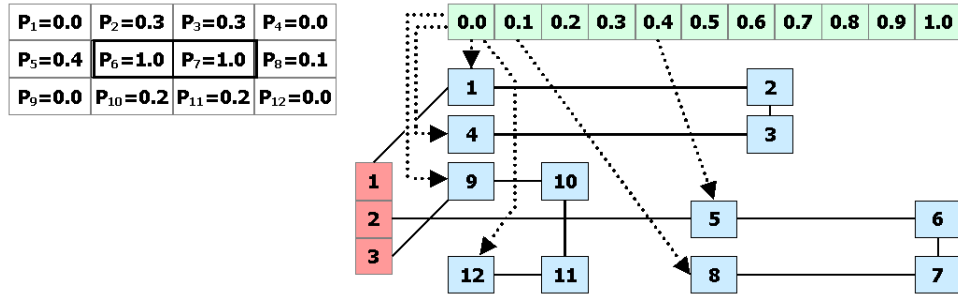 P₁=0.0 P₂=0.3 P₃=0.3 P₄=0.0
P₅=0.4 P₆=1.0 P₇=1.0 P₈=0.1
P₉=0.0 P₁₀=0.2 P₁₁=0.2 P₁₂=0.0
0.0 0.1 0.2 0.3 0.4 0.5 0.6 0.7 0.8 0.9 1.0
1 2
4 3
1 9 10
2 5 6
3
12 11 8 7